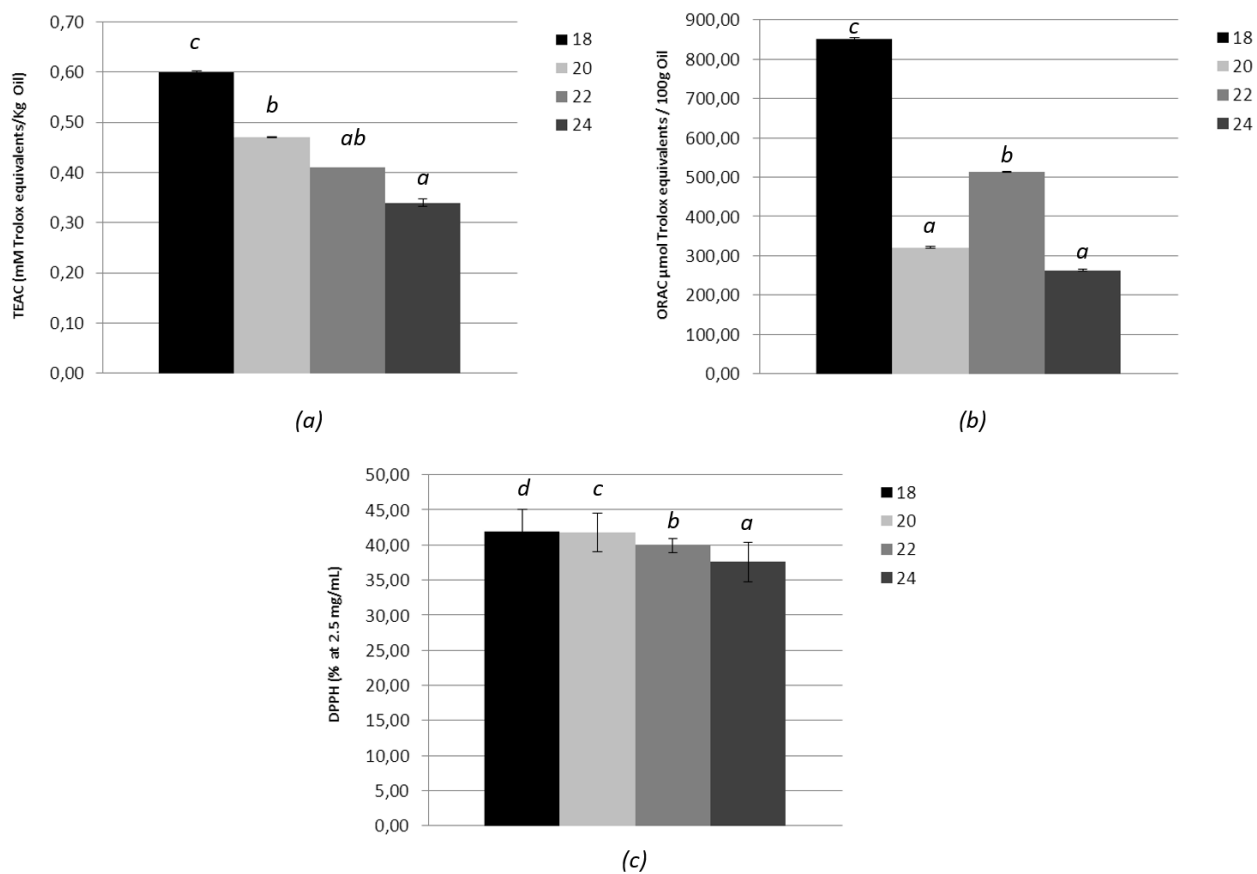 TEAC (mM Trolox equivalents/Kg Oil)
0,70
0,60
0,50
0,40
0,30
0,20
0,10
0,00
c
b
ab
a
18
20
22
24
(a)
ORAC µmol Trolox equivalents / 100g Oil
900,00
800,00
700,00
600,00
500,00
400,00
300,00
200,00
100,00
0,00
c
a
b
a
18
20
22
24
(b)
DPPH (% at 2.5 mg/mL)
50,00
45,00
40,00
35,00
30,00
25,00
20,00
15,00
10,00
5,00
0,00
d
c
b
a
18
20
22
24
(c)